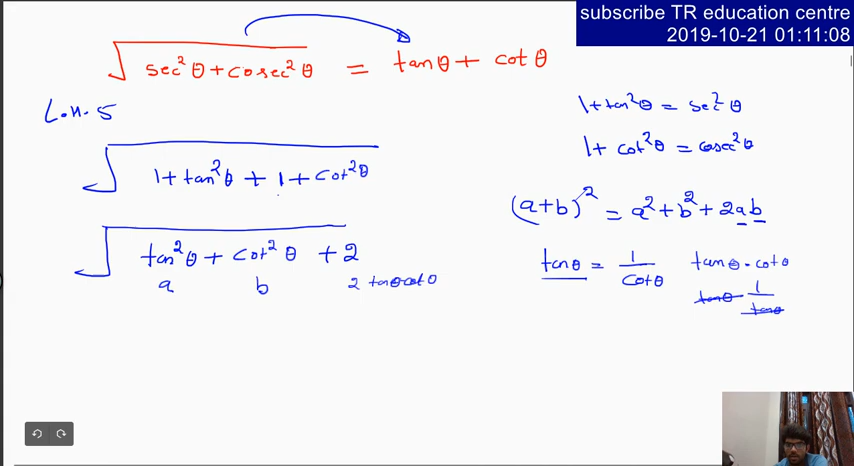 subscribe TR education centre
2019-10-21 01:11:08
√sec²θ+cosec²θ = tanθ + cotθ
L.H.S
√1+tan²θ + 1+cot²θ
√tan²θ + cot²θ + 2
a b 2 tanθcotθ
1+tan²θ = sec²θ
1+ cot²θ = cosec²θ
(a+b)² = a²+b²+2ab
tanθ = 1/cotθ
tanθ · cotθ
tanθ 1/tanθ